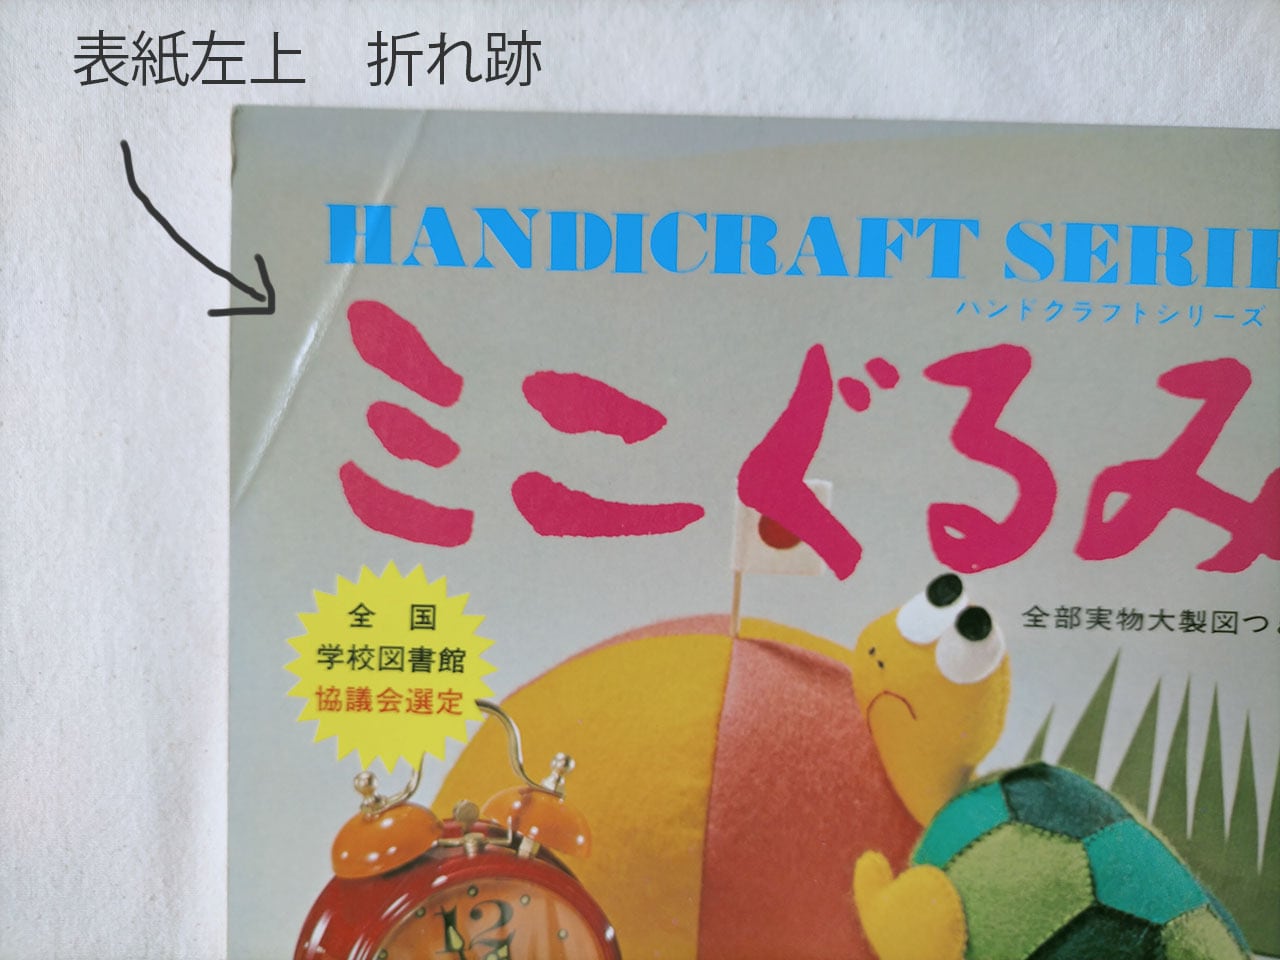 表紙左上　折れ跡
HANDICRAFT SERIE
ハンドクラフトシリーズ
ミニぐるみ
全部実物大製図つ
全　国
学校図書館
協議会選定
12